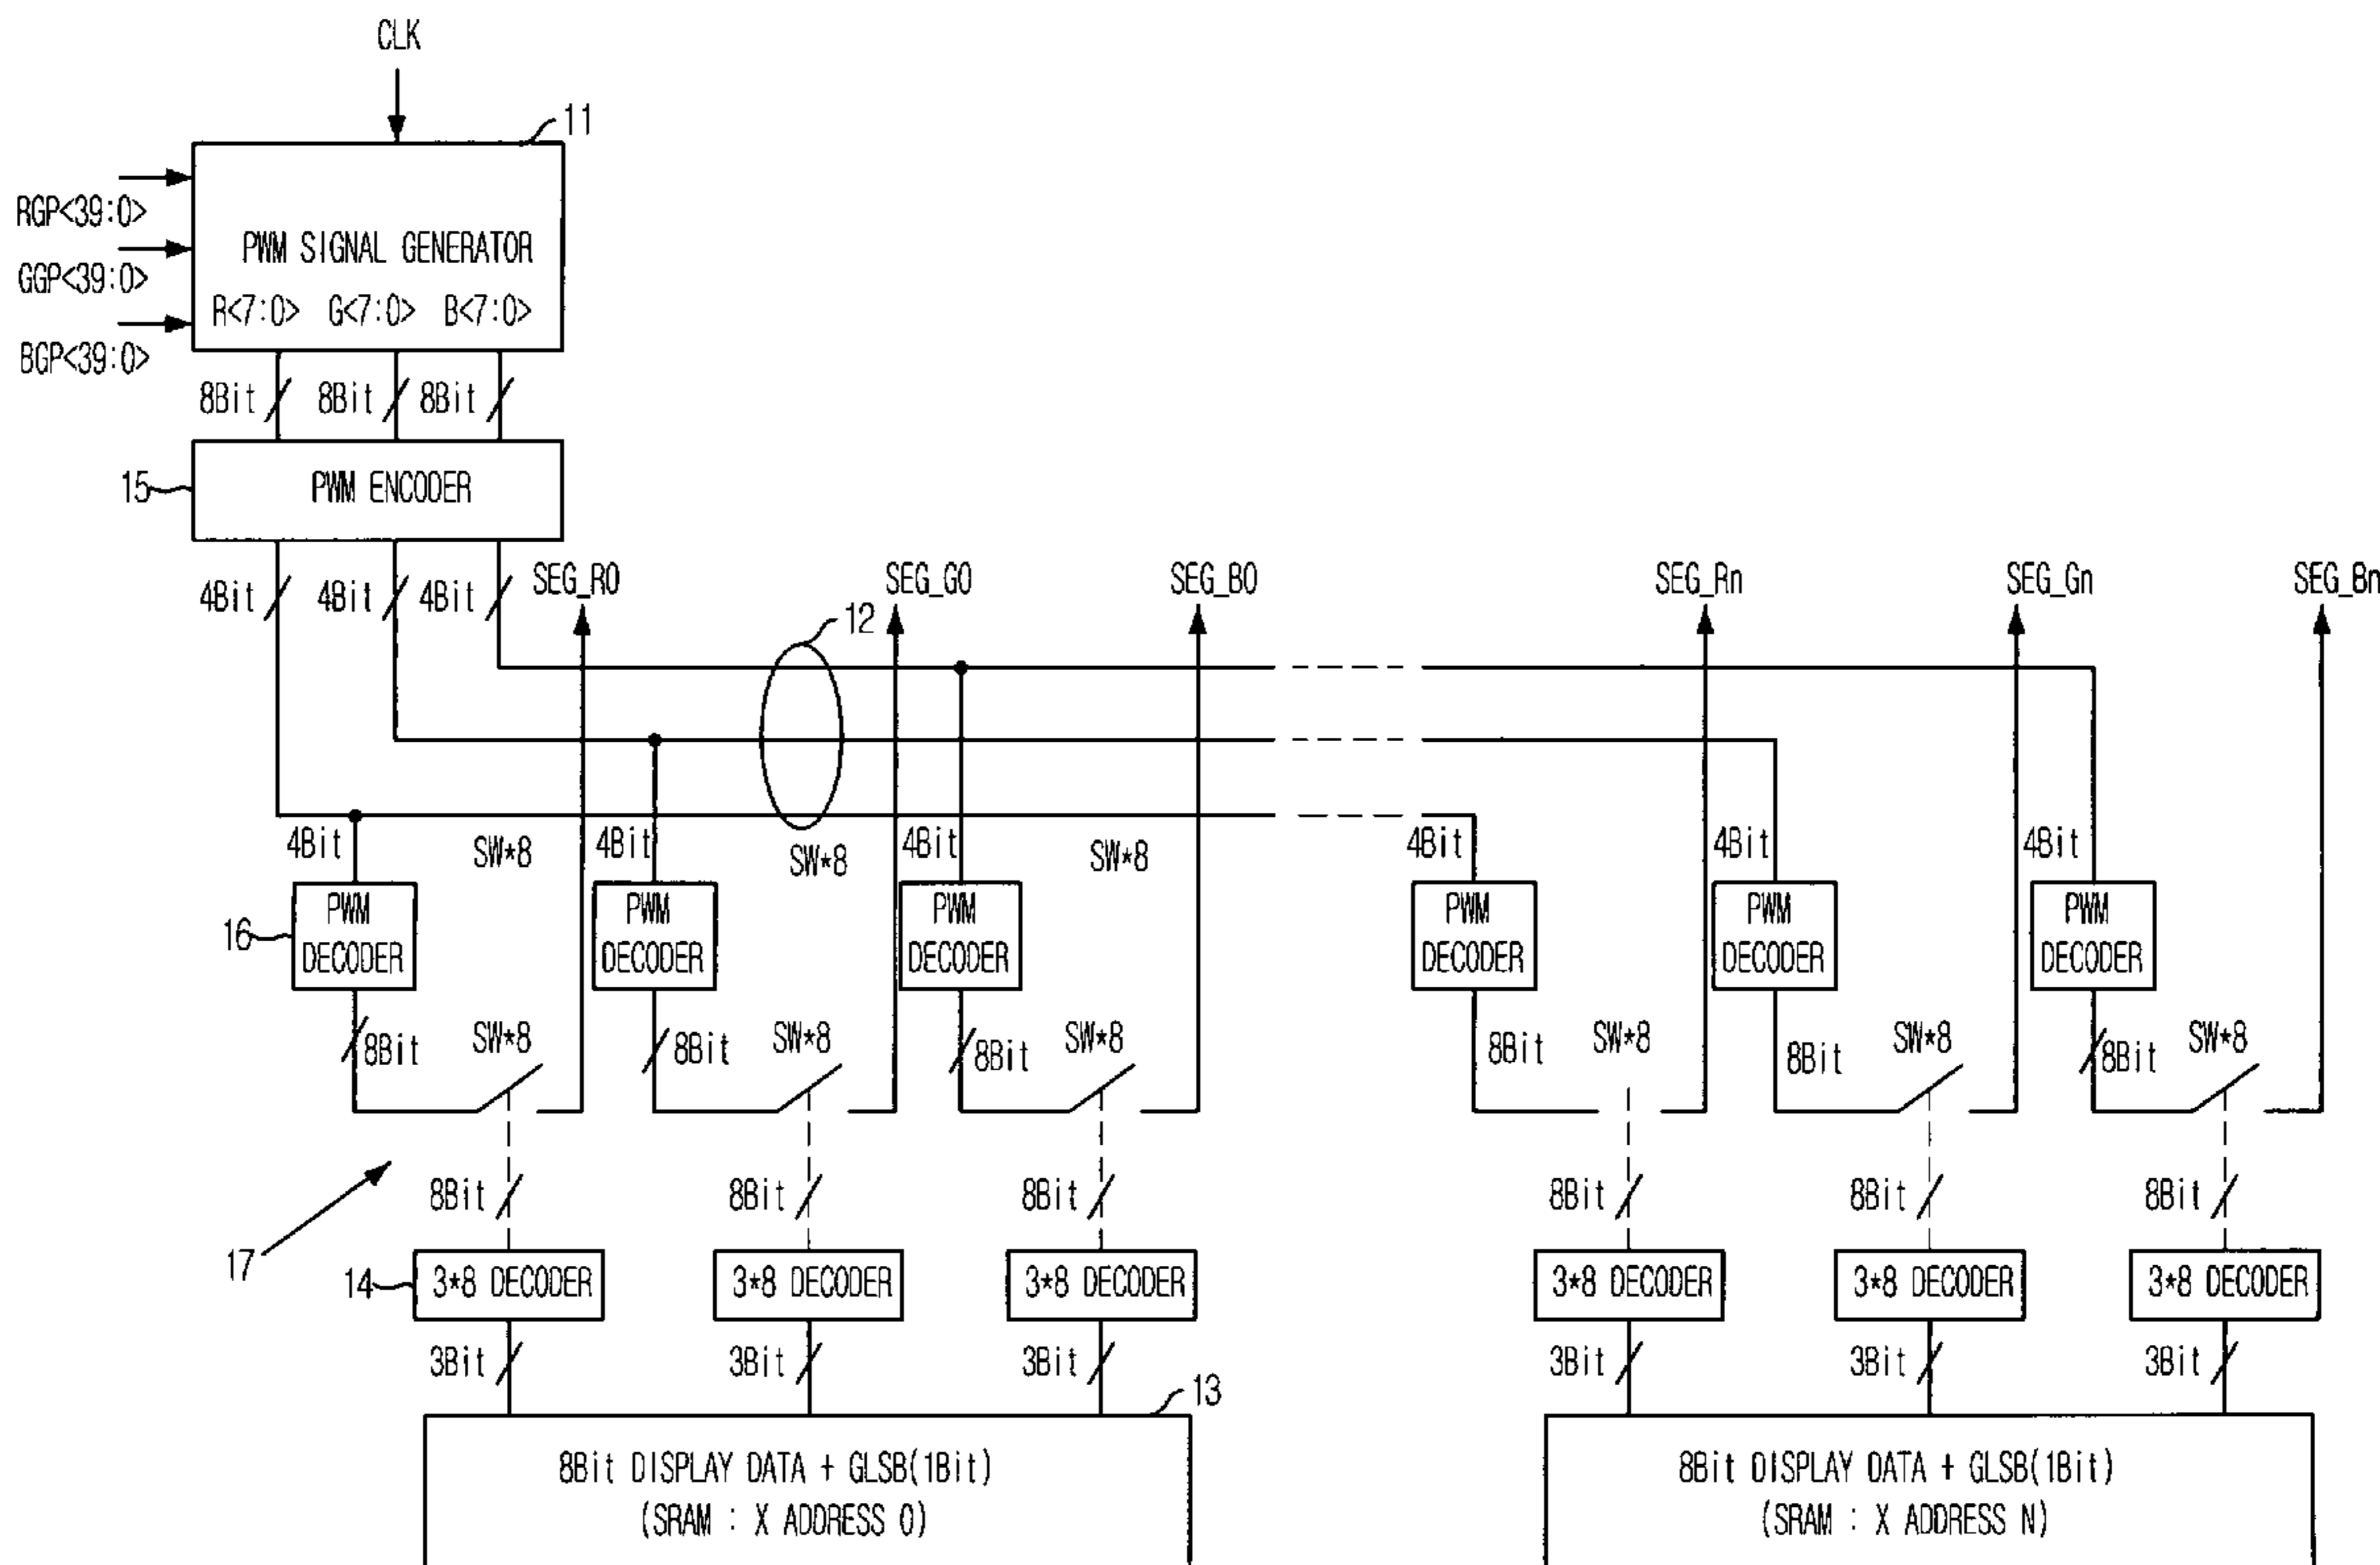 CLK
11
RGP<39:0>
GGP<39:0>
BGP<39:0>
PWM SIGNAL GENERATOR
R<7:0> G<7:0> B<7:0>
8Bit 8Bit 8Bit
15
PWM ENCODER
4Bit 4Bit 4Bit
SEG_R0 SEG_G0 SEG_B0 SEG_Rn SEG_Gn SEG_Bn
12
4Bit SW*8 4Bit SW*8 4Bit SW*8 4Bit 4Bit 4Bit
16
PWM DECODER
PWM DECODER
PWM DECODER
PWM DECODER
PWM DECODER
PWM DECODER
8Bit SW*8 8Bit SW*8 8Bit SW*8 8Bit SW*8 8Bit SW*8 8Bit SW*8
17
8Bit 8Bit 8Bit 8Bit 8Bit 8Bit
14
3*8 DECODER 3*8 DECODER 3*8 DECODER 3*8 DECODER 3*8 DECODER 3*8 DECODER
3Bit 3Bit 3Bit 3Bit 3Bit 3Bit
13
8Bit DISPLAY DATA + GLSB(1Bit)
(SRAM : X ADDRESS 0)
8Bit DISPLAY DATA + GLSB(1Bit)
(SRAM : X ADDRESS N)